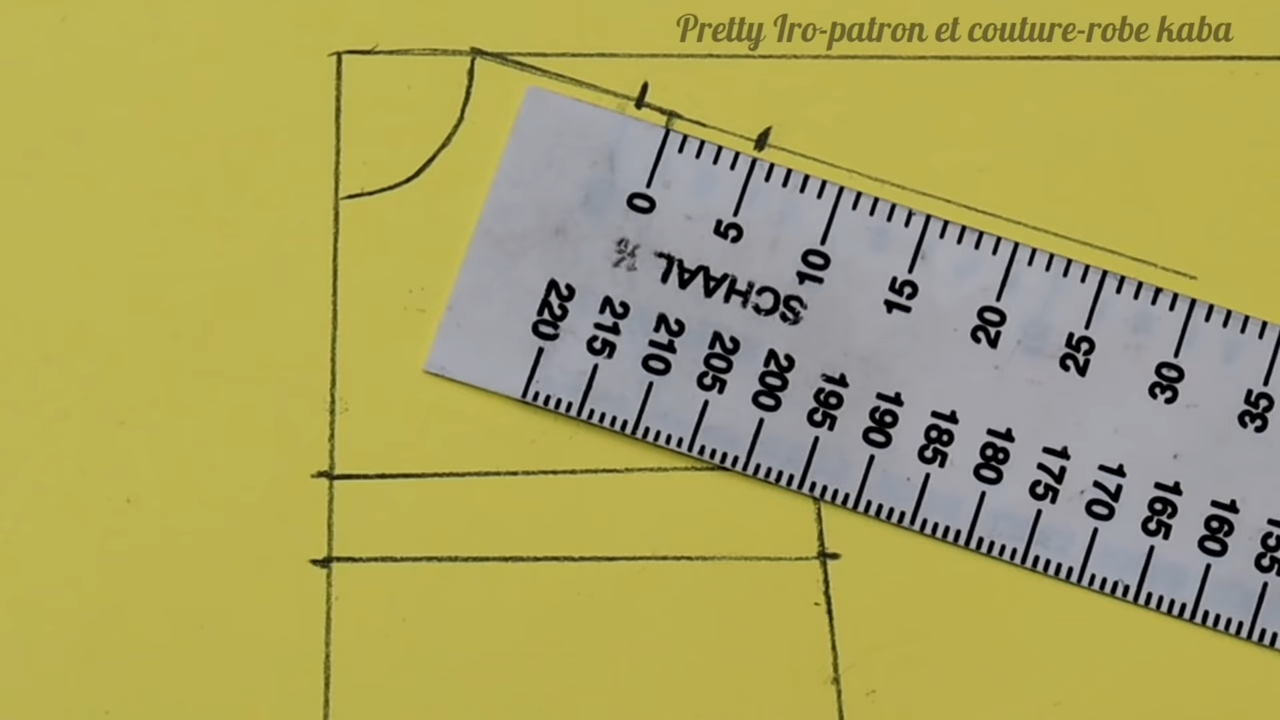 Pretty Iro-patron et couture-robe kaba
0 5 10 15 20 25 30 35
SCHAAL
220 215 210 205 200 195 190 185 180 175 170 165 160 155